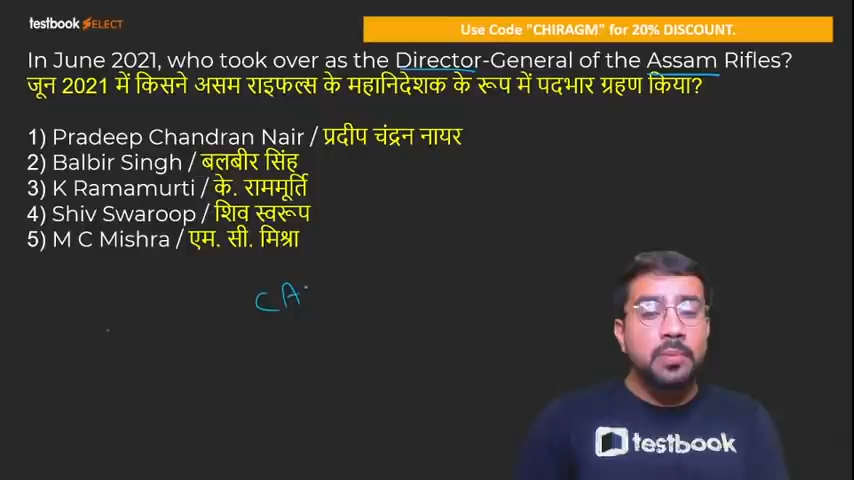 testbook SELECT
Use Code "CHIRAGM" for 20% DISCOUNT.
In June 2021, who took over as the Director-General of the Assam Rifles?
जून 2021 में किसने असम राइफल्स के महानिदेशक के रूप में पदभार ग्रहण किया?
1) Pradeep Chandran Nair / प्रदीप चंद्रन नायर
2) Balbir Singh / बलबीर सिंह
3) K Ramamurti / के. राममूर्ति
4) Shiv Swaroop / शिव स्वरूप
5) M C Mishra / एम. सी. मिश्रा
CA
testbook